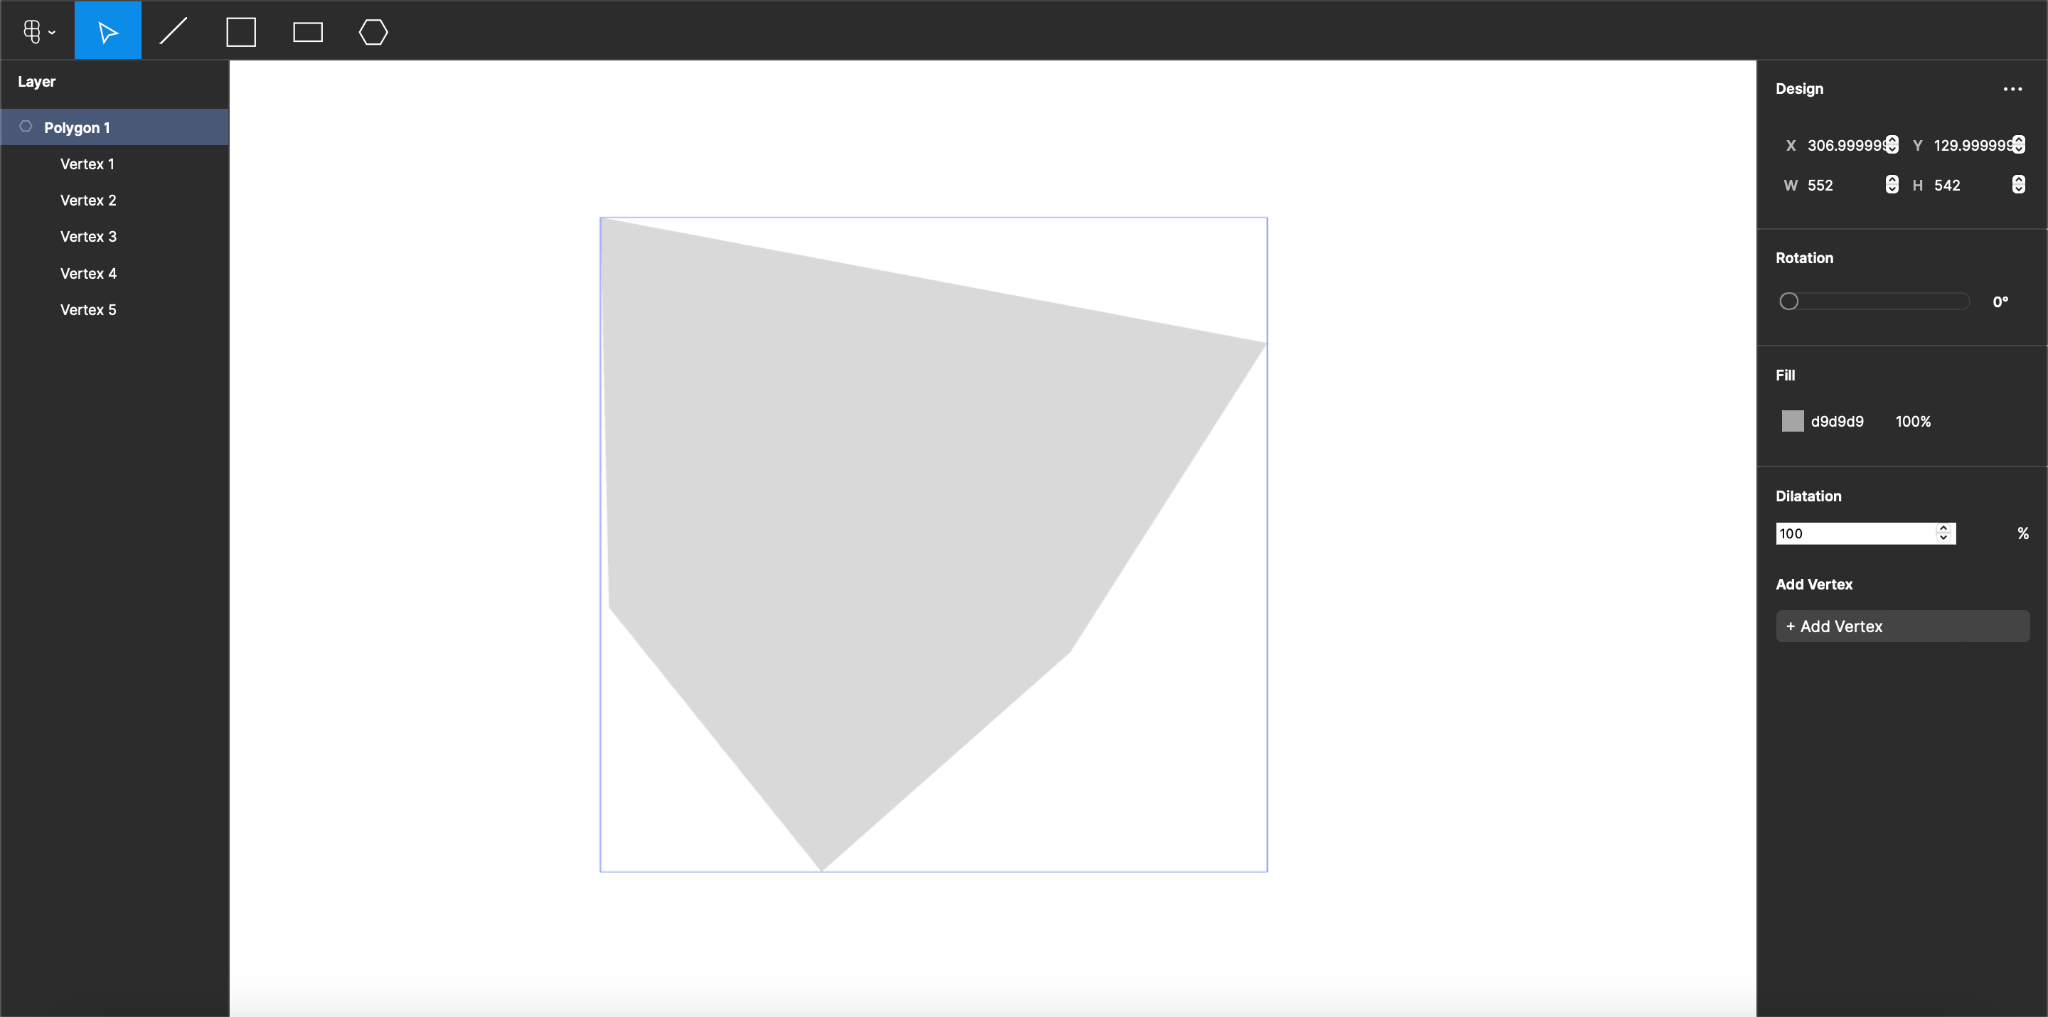 Layer
Polygon 1
Vertex 1
Vertex 2
Vertex 3
Vertex 4
Vertex 5
Design
X 306.999999 Y 129.999999
W 552 H 542
Rotation
0°
Fill
d9d9d9 100%
Dilatation
100 %
Add Vertex
+ Add Vertex